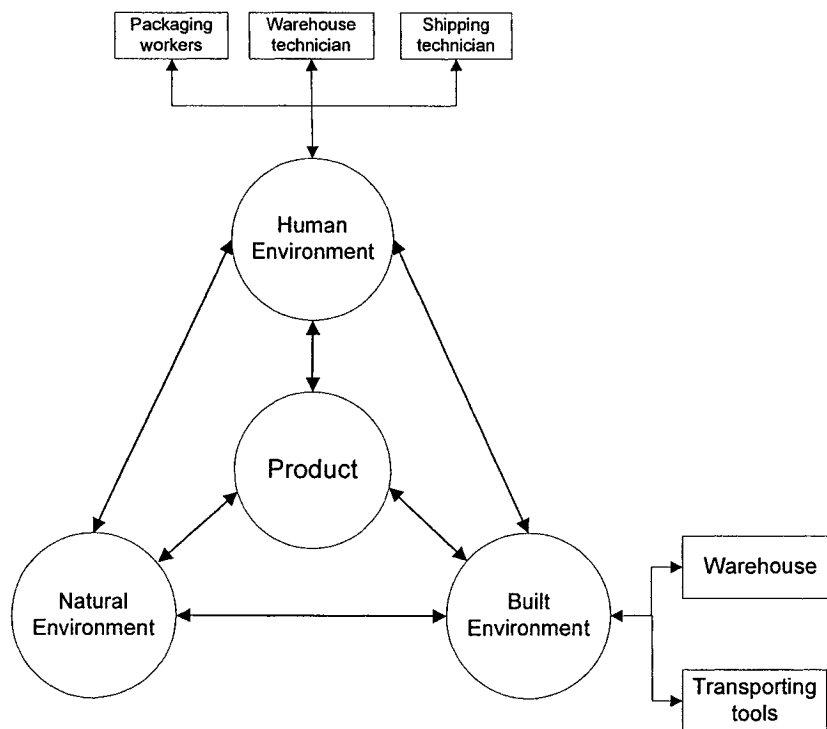 Packaging
workers
Warehouse
technician
Shipping
technician
Human
Environment
Product
Natural
Environment
Built
Environment
Warehouse
Transporting
tools